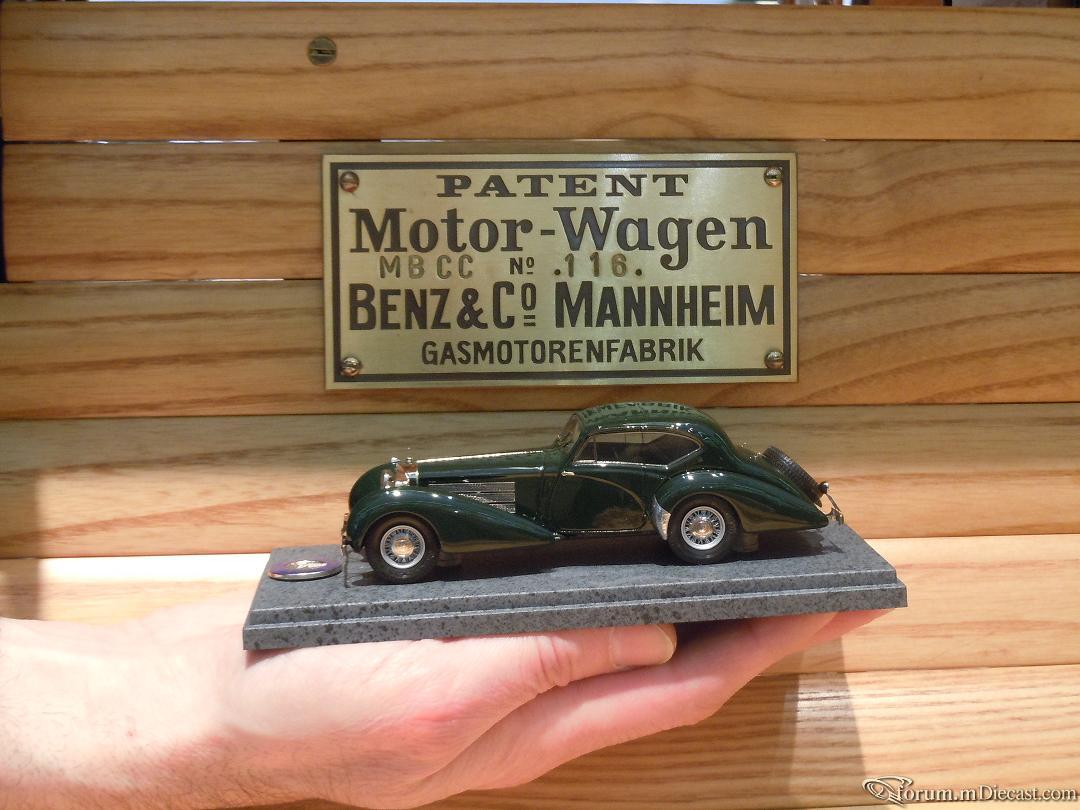 PATENT
Motor-Wagen
MBCC Nº .116.
BENZ & Cº MANNHEIM
GASMOTORENFABRIK
forum.mDiecast.com